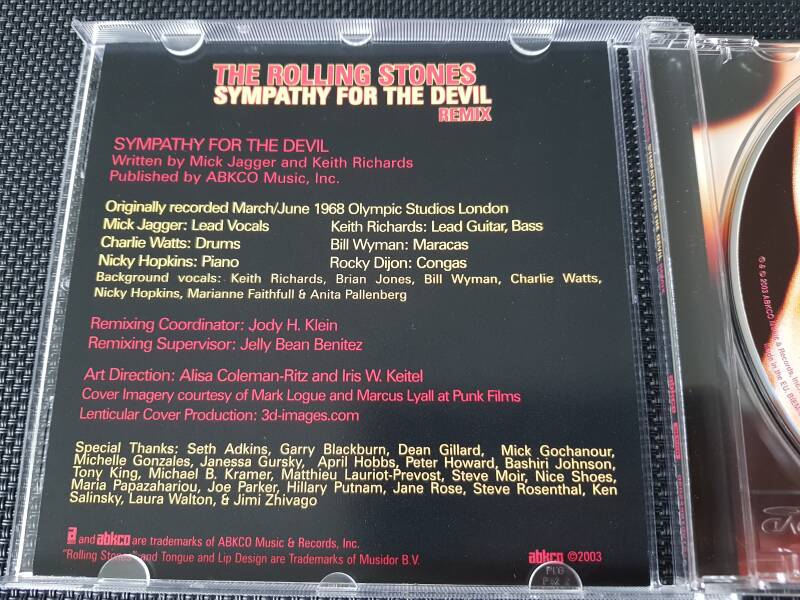 THE ROLLING STONES
SYMPATHY FOR THE DEVIL
REMIX
SYMPATHY FOR THE DEVIL
Written by Mick Jagger and Keith Richards
Published by ABKCO Music, Inc.
Originally recorded March/June 1968 Olympic Studios London
Mick Jagger: Lead Vocals Keith Richards: Lead Guitar, Bass
Charlie Watts: Drums Bill Wyman: Maracas
Nicky Hopkins: Piano Rocky Dijon: Congas
Background vocals: Keith Richards, Brian Jones, Bill Wyman, Charlie Watts,
Nicky Hopkins, Marianne Faithfull & Anita Pallenberg
Remixing Coordinator: Jody H. Klein
Remixing Supervisor: Jelly Bean Benitez
Art Direction: Alisa Coleman-Ritz and Iris W. Keitel
Cover Imagery courtesy of Mark Logue and Marcus Lyall at Punk Films
Lenticular Cover Production: 3d-images.com
Special Thanks: Seth Adkins, Garry Blackburn, Dean Gillard, Mick Gochanour,
Michelle Gonzales, Janessa Gursky, April Hobbs, Peter Howard, Bashiri Johnson,
Tony King, Michael B. Kramer, Matthieu Lauriot-Prevost, Steve Moir, Nice Shoes,
Maria Papazahariou, Joe Parker, Hillary Putnam, Jane Rose, Steve Rosenthal, Ken
Salinsky, Laura Walton, & Jimi Zhivago
a and abkco are trademarks of ABKCO Music & Records, Inc.
"Rolling Stones" and Tongue and Lip Design are Trademarks of Musidor B.V.
abkco ©2003
℗ & © 2003 ABKCO Music & Records, Inc.
Made in the EU.